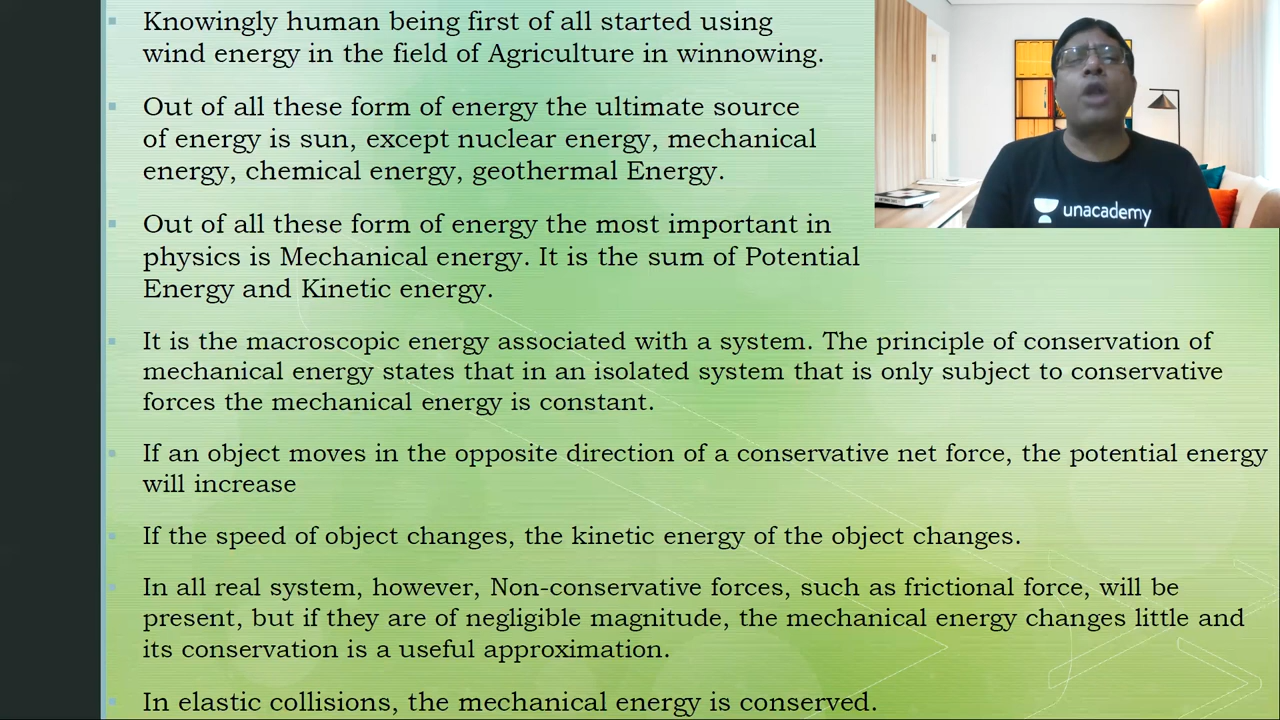 Knowingly human being first of all started using
wind energy in the field of Agriculture in winnowing.
Out of all these form of energy the ultimate source
of energy is sun, except nuclear energy, mechanical
energy, chemical energy, geothermal Energy.
Out of all these form of energy the most important in
physics is Mechanical energy. It is the sum of Potential
Energy and Kinetic energy.
It is the macroscopic energy associated with a system. The principle of conservation of
mechanical energy states that in an isolated system that is only subject to conservative
forces the mechanical energy is constant.
If an object moves in the opposite direction of a conservative net force, the potential energy
will increase
If the speed of object changes, the kinetic energy of the object changes.
In all real system, however, Non-conservative forces, such as frictional force, will be
present, but if they are of negligible magnitude, the mechanical energy changes little and
its conservation is a useful approximation.
In elastic collisions, the mechanical energy is conserved.
unacademy